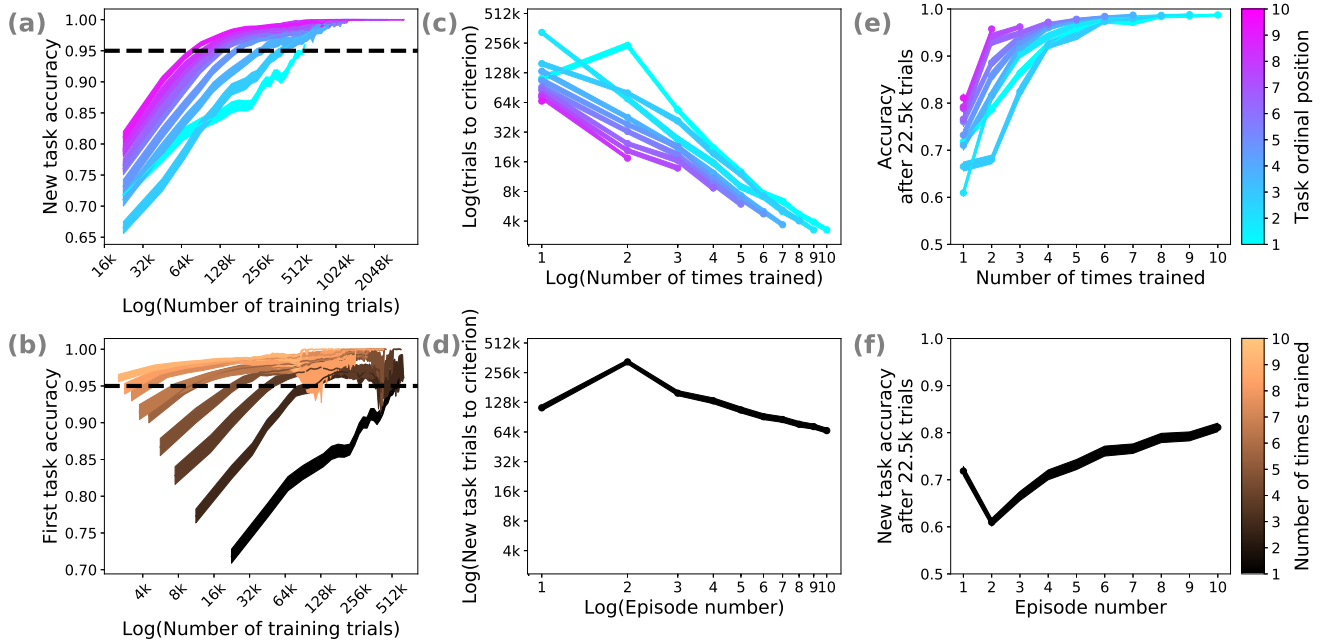 (a)
New task accuracy
1.00
0.95
0.90
0.85
0.80
0.75
0.70
0.65
16k 32k 64k 128k 256k 512k 1024k 2048k
Log(Number of training trials)
(c)
Log(trials to criterion)
512k
256k
128k
64k
32k
16k
8k
4k
1 2 3 4 5 6 7 8 9 10
Log(Number of times trained)
(e)
Accuracy
after 22.5k trials
1.0
0.9
0.8
0.7
0.6
0.5
1 2 3 4 5 6 7 8 9 10
Number of times trained
10
9
8
7
6
5
4
3
2
1
Task ordinal position
(b)
First task accuracy
1.00
0.95
0.90
0.85
0.80
0.75
0.70
4k 8k 16k 32k 64k 128k 256k 512k
Log(Number of training trials)
(d)
Log(New task trials to criterion)
512k
256k
128k
64k
32k
16k
8k
4k
1 2 3 4 5 6 7 8 9 10
Log(Episode number)
(f)
New task accuracy
after 22.5k trials
1.0
0.9
0.8
0.7
0.6
0.5
1 2 3 4 5 6 7 8 9 10
Episode number
10
9
8
7
6
5
4
3
2
1
Number of times trained